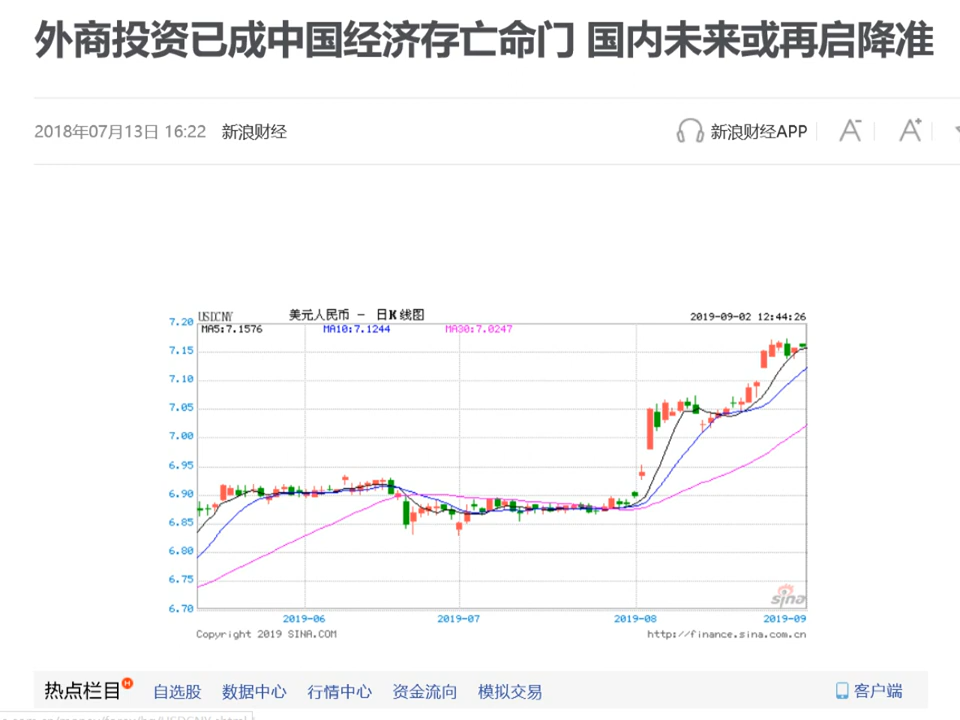 外商投资已成中国经济存亡命门 国内未来或再启降准
2018年07月13日 16:22 新浪财经
新浪财经APP A- A+
USDCNY 美元人民币 - 日K线图 2019-09-02 12:44:26
MA5:7.1576 MA10:7.1244 MA30:7.0247
7.20
7.15
7.10
7.05
7.00
6.95
6.90
6.85
6.80
6.75
6.70
sina
2019-06 2019-07 2019-08 2019-09
Copyright 2019 SINA.COM http://finance.sina.com.cn
热点栏目 H 自选股 数据中心 行情中心 资金流向 模拟交易 客户端